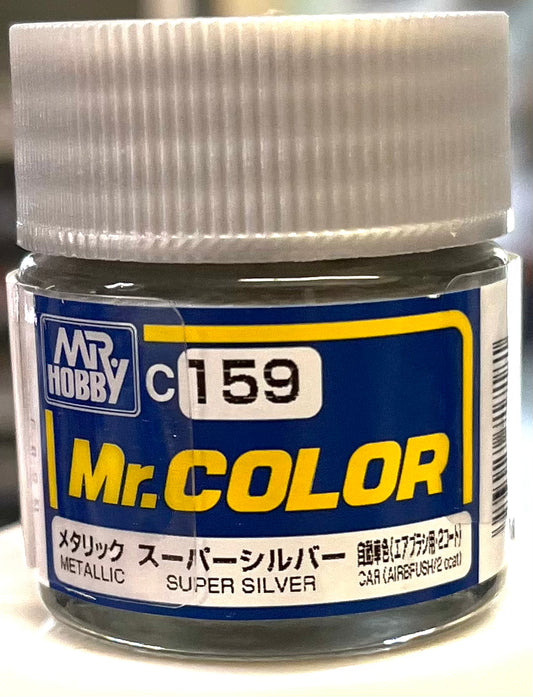 MR.
HOBBY
C 159
Mr.COLOR
メタリック スーパーシルバー 自動車色(エアブラシ用・2コート)
METALLIC SUPER SILVER CAR (AIRBRUSH/2 coat)